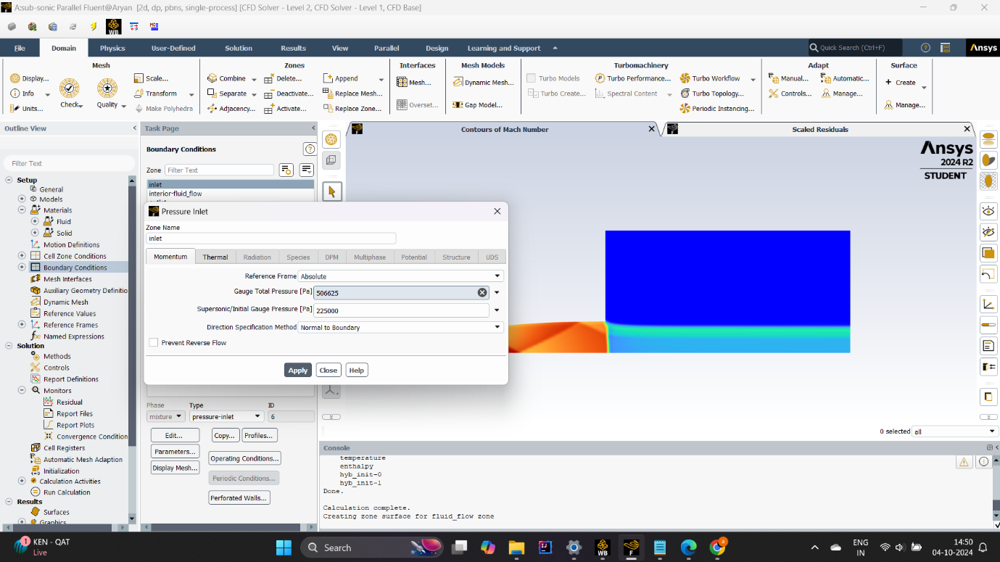 A:sub-sonic Parallel Fluent@Aryan [2d, dp, pbns, single-process] [CFD Solver - Level 2, CFD Solver - Level 1, CFD Base]
WB
File Domain Physics User-Defined Solution Results View Parallel Design Learning and Support
Quick Search (Ctrl+F)
Ansys
Mesh
Display...
Info
Units...
Check
Quality
Scale...
Transform
Make Polyhedra
Zones
Combine
Separate
Adjacency...
Delete...
Deactivate...
Activate...
Append
Replace Mesh...
Replace Zone...
Interfaces
Mesh...
Overset...
Mesh Models
Dynamic Mesh...
Gap Model...
Turbomachinery
Turbo Models
Turbo Create...
Turbo Performance...
Spectral Content
Turbo Workflow
Turbo Topology...
Periodic Instancing...
Adapt
Manual...
Controls...
Automatic...
Manage...
Surface
Create
Manage...
Outline View
Filter Text
Setup
General
Models
Materials
Fluid
Solid
Motion Definitions
Cell Zone Conditions
Boundary Conditions
Mesh Interfaces
Auxiliary Geometry Definitio
Dynamic Mesh
Reference Values
Reference Frames
Named Expressions
Solution
Methods
Controls
Report Definitions
Monitors
Residual
Report Files
Report Plots
Convergence Condition
Cell Registers
Automatic Mesh Adaption
Initialization
Calculation Activities
Run Calculation
Results
Surfaces
Graphics
Task Page
Boundary Conditions
Zone Filter Text
inlet
interior-fluid_flow
Pressure Inlet
Zone Name
inlet
Momentum Thermal Radiation Species DPM Multiphase Potential Structure UDS
Reference Frame Absolute
Gauge Total Pressure [Pa] 506625
Supersonic/Initial Gauge Pressure [Pa] 225000
Direction Specification Method Normal to Boundary
Prevent Reverse Flow
Apply Close Help
Phase Type ID
mixture pressure-inlet 6
Edit... Copy... Profiles...
Parameters... Operating Conditions...
Display Mesh... Periodic Conditions...
Perforated Walls...
Contours of Mach Number
Scaled Residuals
Ansys
2024 R2
STUDENT
0 selected all
Console
temperature
enthalpy
hyb_init-0
hyb_init-1
Done.
Calculation complete.
Creating zone surface for fluid_flow zone
1
KEN - QAT
Live
Search
WB
F
ENG
IN
14:50
04-10-2024